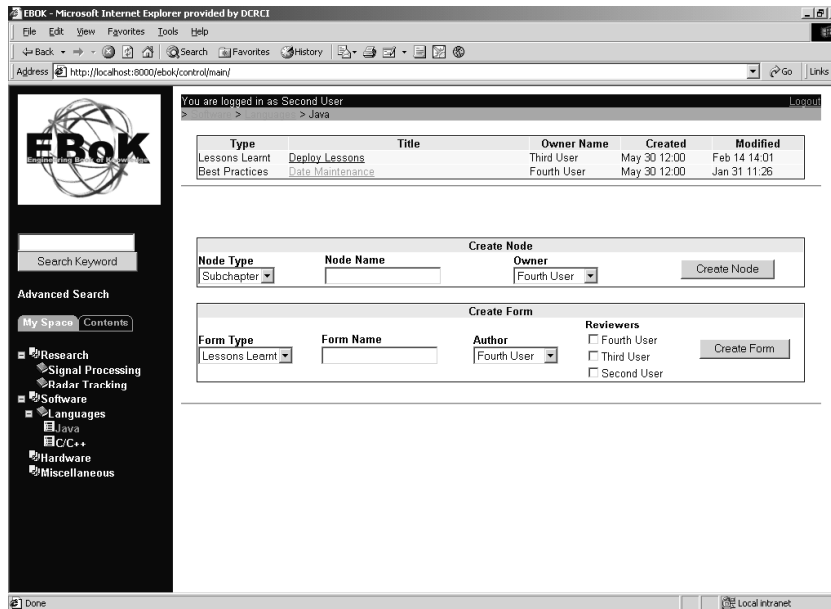 EBOK - Microsoft Internet Explorer provided by DCRCI
File Edit View Favorites Tools Help
Back Search Favorites History
Address http://localhost:8000/ebok/control/main/ Go Links
EBoK
Engineering Book of Knowledge
Search Keyword
Advanced Search
My Space Contents
Research
Signal Processing
Radar Tracking
Software
Languages
Java
C/C++
Hardware
Miscellaneous
You are logged in as Second User Logout
> Software > Languages > Java
Type Title Owner Name Created Modified
Lessons Learnt Deploy Lessons Third User May 30 12:00 Feb 14 14:01
Best Practices Date Maintenance Fourth User May 30 12:00 Jan 31 11:26
Create Node
Node Type Node Name Owner
Subchapter Fourth User Create Node
Create Form
Form Type Form Name Author Reviewers
Lessons Learnt Fourth User Fourth User Create Form
Third User
Second User
Done Local intranet